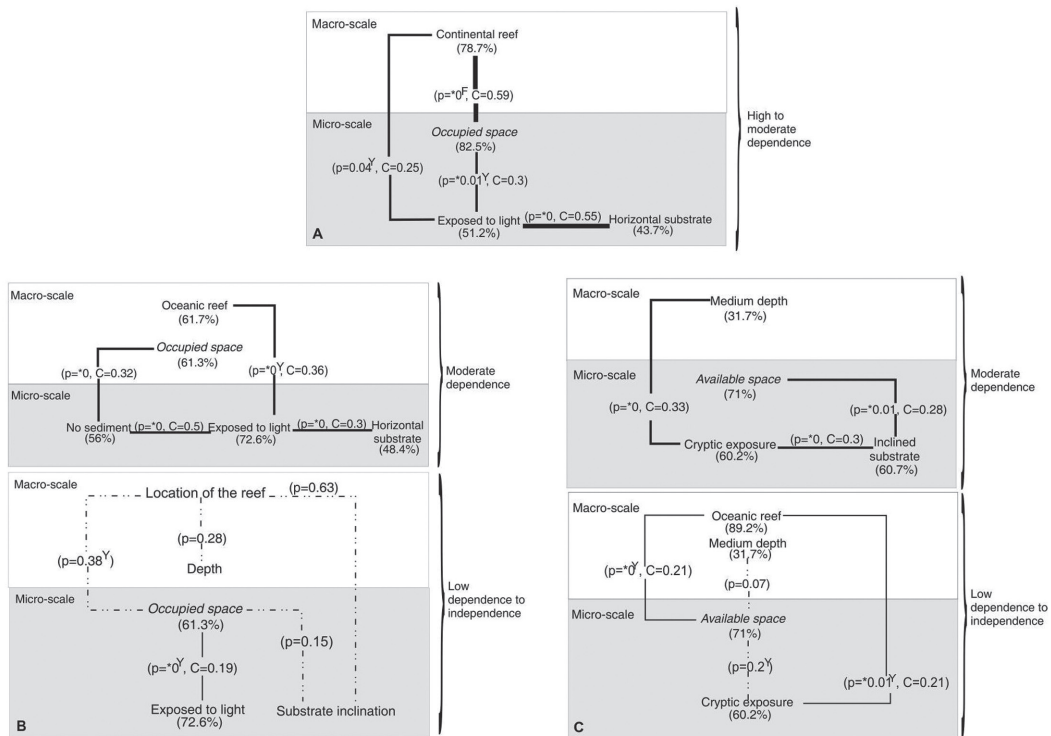 Macro-scale
Continental reef
(78.7%)
(p=*0F, C=0.59)
Micro-scale
Occupied space
(82.5%)
(p=0.04Y, C=0.25)
(p=*0.01Y, C=0.3)
Exposed to light
(51.2%)
(p=*0, C=0.55)
Horizontal substrate
(43.7%)
A
High to
moderate
dependence
Macro-scale
Oceanic reef
(61.7%)
Occupied space
(61.3%)
(p=*0, C=0.32)
(p=*0Y, C=0.36)
Micro-scale
No sediment
(56%)
(p=*0, C=0.5)
Exposed to light
(72.6%)
(p=*0, C=0.3)
Horizontal
substrate
(48.4%)
Moderate
dependence
Macro-scale
Location of the reef
(p=0.63)
(p=0.28)
(p=0.38Y)
Depth
Micro-scale
Occupied space
(61.3%)
(p=0.15)
(p=*0Y, C=0.19)
Exposed to light
(72.6%)
Substrate inclination
B
Low
dependence to
independence
Macro-scale
Medium depth
(31.7%)
Micro-scale
Available space
(71%)
(p=*0, C=0.33)
(p=*0.01, C=0.28)
Cryptic exposure
(60.2%)
(p=*0, C=0.3)
Inclined
substrate
(60.7%)
Moderate
dependence
Macro-scale
Oceanic reef
(89.2%)
Medium depth
(31.7%)
(p=*0Y, C=0.21)
(p=0.07)
Micro-scale
Available space
(71%)
(p=0.2Y)
(p=*0.01Y, C=0.21)
Cryptic exposure
(60.2%)
C
Low
dependence to
independence